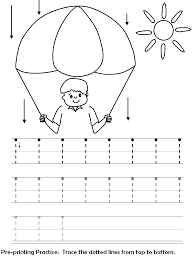 Pre-printing Practice: Trace the dotted lines from top to bottom.